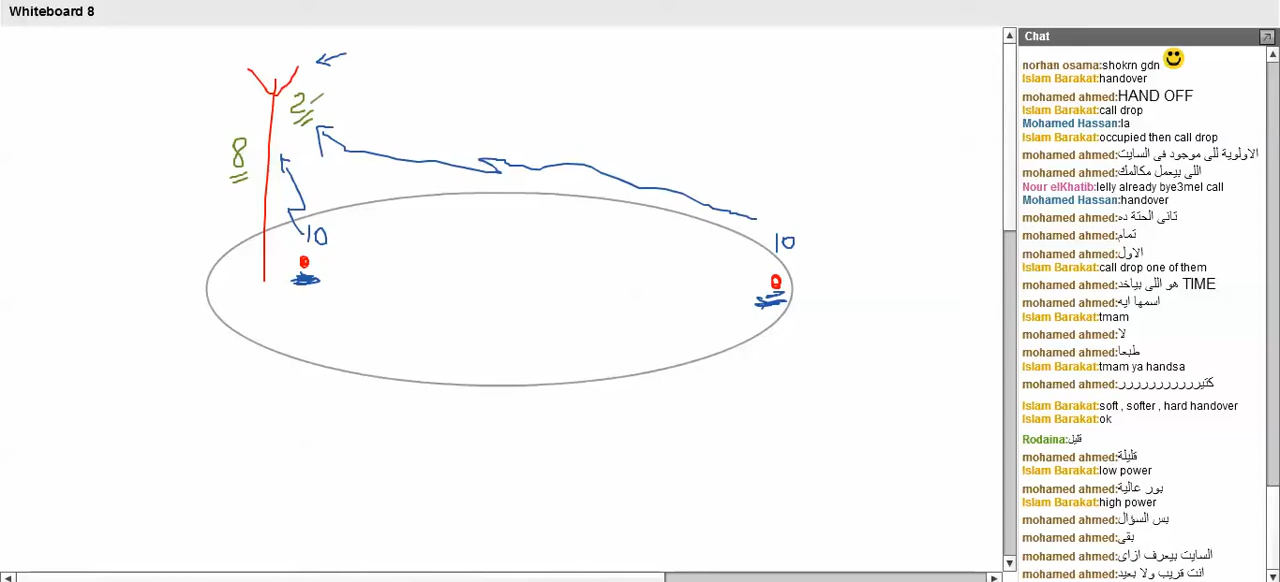 Whiteboard 8
2
8
10
10
Chat
norhan osama:shokrn gdn
Islam Barakat:handover
mohamed ahmed:HAND OFF
Islam Barakat:call drop
Mohamed Hassan:la
Islam Barakat:occupied then call drop
mohamed ahmed:الاولوية للى موجود فى السايت
mohamed ahmed:اللى بيعمل مكالمك
Nour elKhatib:lelly already bye3mel call
Mohamed Hassan:handover
mohamed ahmed:تانى الحتة ده
mohamed ahmed:تمام
mohamed ahmed:الاول
Islam Barakat:call drop one of them
mohamed ahmed:هو اللى بياخد TIME
mohamed ahmed:اسمها ايه
Islam Barakat:tmam
mohamed ahmed:لا
mohamed ahmed:طبعا
Islam Barakat:tmam ya handsa
mohamed ahmed:كتيررررررررررر
Islam Barakat:soft , softer , hard handover
Islam Barakat:ok
Rodaina:قليل
mohamed ahmed:قليلة
Islam Barakat:low power
mohamed ahmed:بور عالية
Islam Barakat:high power
mohamed ahmed:بس السؤال
mohamed ahmed:بقى
mohamed ahmed:السايت بيعرف ازاى
mohamed ahmed:انت قريب ولا بعيد